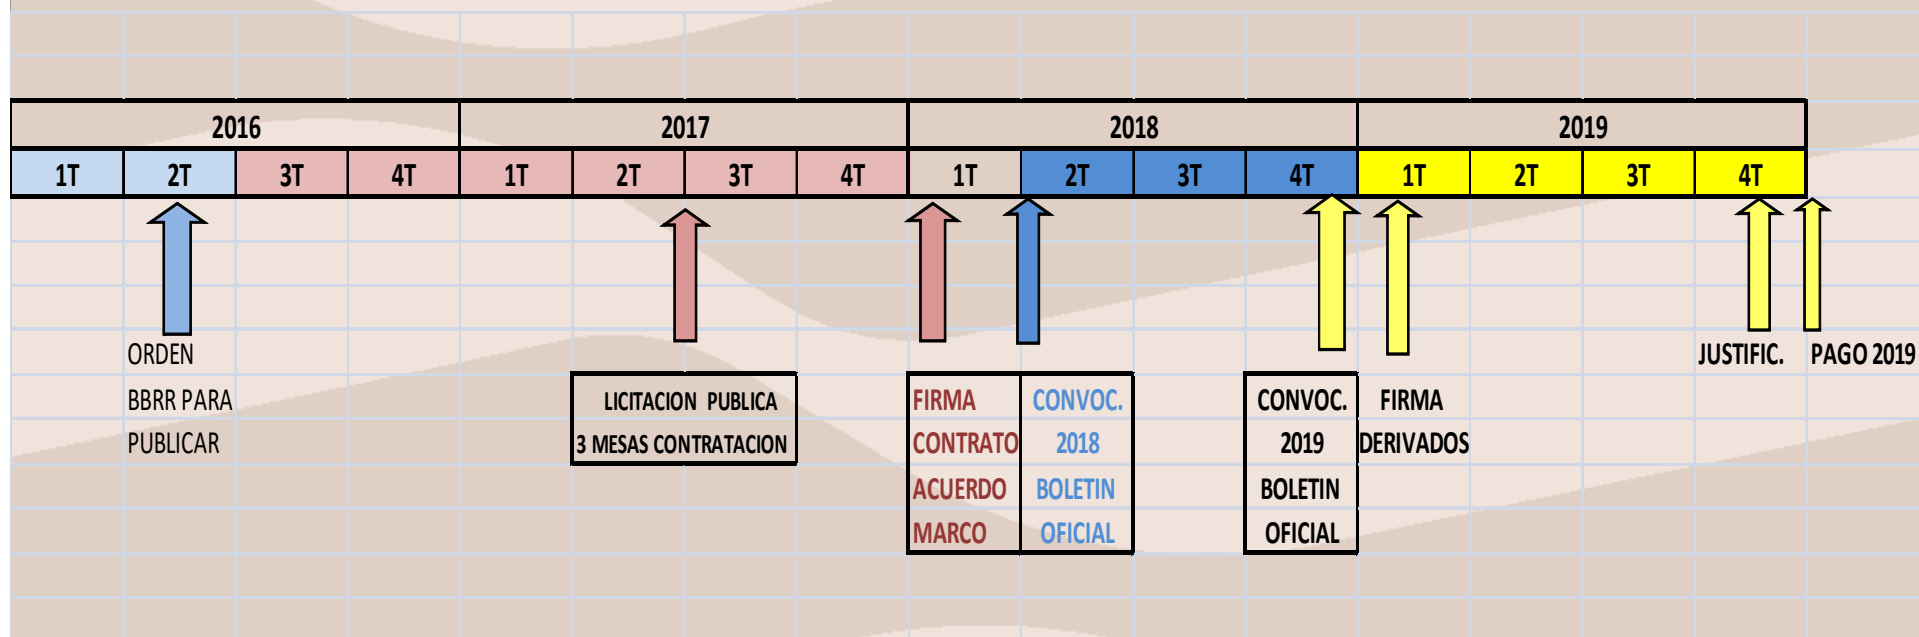 2016 2017 2018 2019
1T 2T 3T 4T 1T 2T 3T 4T 1T 2T 3T 4T 1T 2T 3T 4T
ORDEN
BBRR PARA
PUBLICAR
LICITACION PUBLICA
3 MESAS CONTRATACION
FIRMA
CONTRATO
ACUERDO
MARCO
CONVOC.
2018
BOLETIN
OFICIAL
CONVOC.
2019
BOLETIN
OFICIAL
FIRMA
DERIVADOS
JUSTIFIC.
PAGO 2019